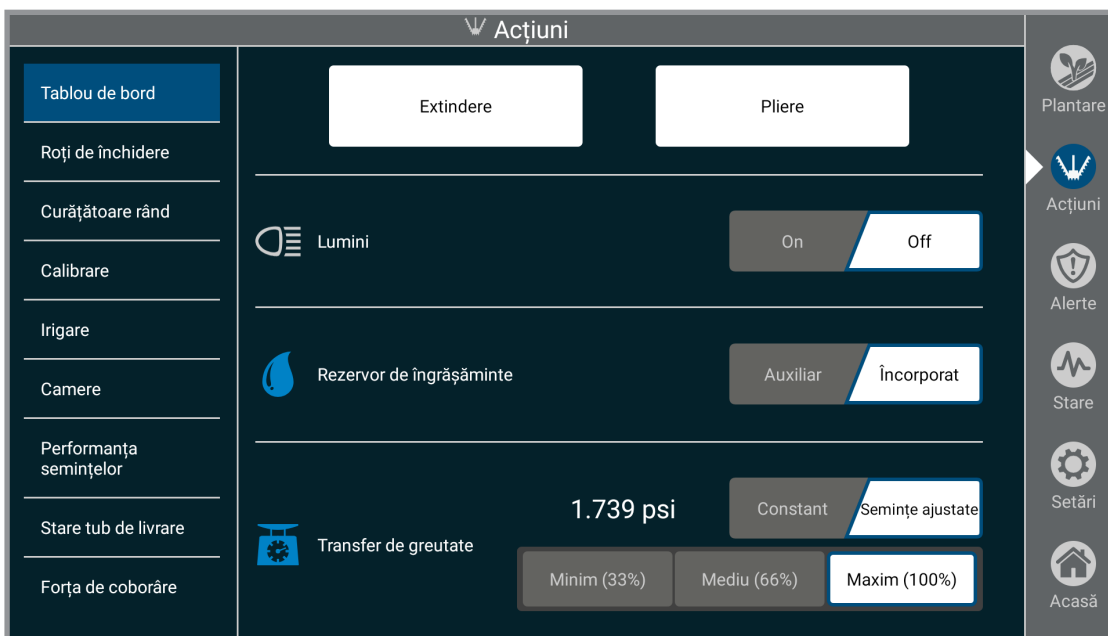 Acțiuni
Tablou de bord
Roți de închidere
Curățătoare rând
Calibrare
Irigare
Camere
Performanța
semințelor
Stare tub de livrare
Forța de coborâre
Extindere
Pliere
Lumini
On
Off
Rezervor de îngrășăminte
Auxiliar
Încorporat
Transfer de greutate
1.739 psi
Constant
Semințe ajustate
Minim (33%)
Mediu (66%)
Maxim (100%)
Plantare
Acțiuni
Alerte
Stare
Setări
Acasă